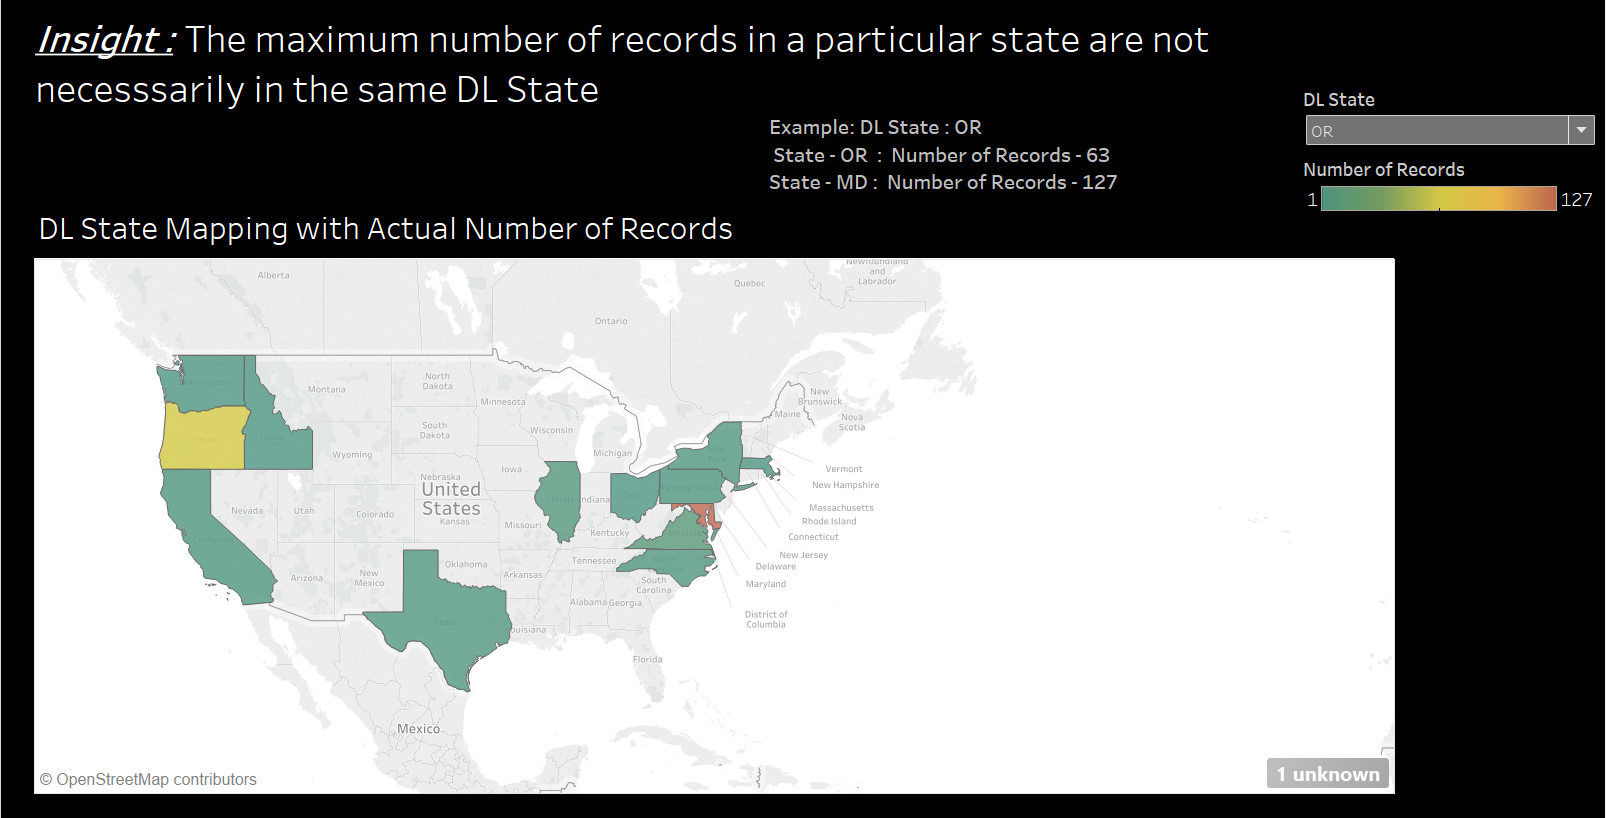 Insight : The maximum number of records in a particular state are not
necesssarily in the same DL State
DL State
OR
Example: DL State : OR
State - OR : Number of Records - 63
State - MD : Number of Records - 127
Number of Records
1
127
DL State Mapping with Actual Number of Records
Alberta
Quebec
Newfoundland
and
Labrador
Ontario
Washington
Montana
North
Dakota
Minnesota
New
Brunswick
Maine
Nova
Scotia
South
Dakota
Wisconsin
Oregon
Idaho
Wyoming
Michigan
New
York
Iowa
Vermont
Nebraska
New Hampshire
United
States
Illinois
Indiana
Ohio
Pennsylvania
Nevada
Utah
Colorado
Kansas
Missouri
Massachusetts
Rhode Island
Kentucky
Virginia
Connecticut
California
New Jersey
Delaware
Arizona
New
Mexico
Oklahoma
Arkansas
Tennessee
North
Carolina
South
Carolina
Maryland
Alabama
Georgia
District of
Columbia
Texas
Louisiana
Florida
Mexico
© OpenStreetMap contributors
1 unknown